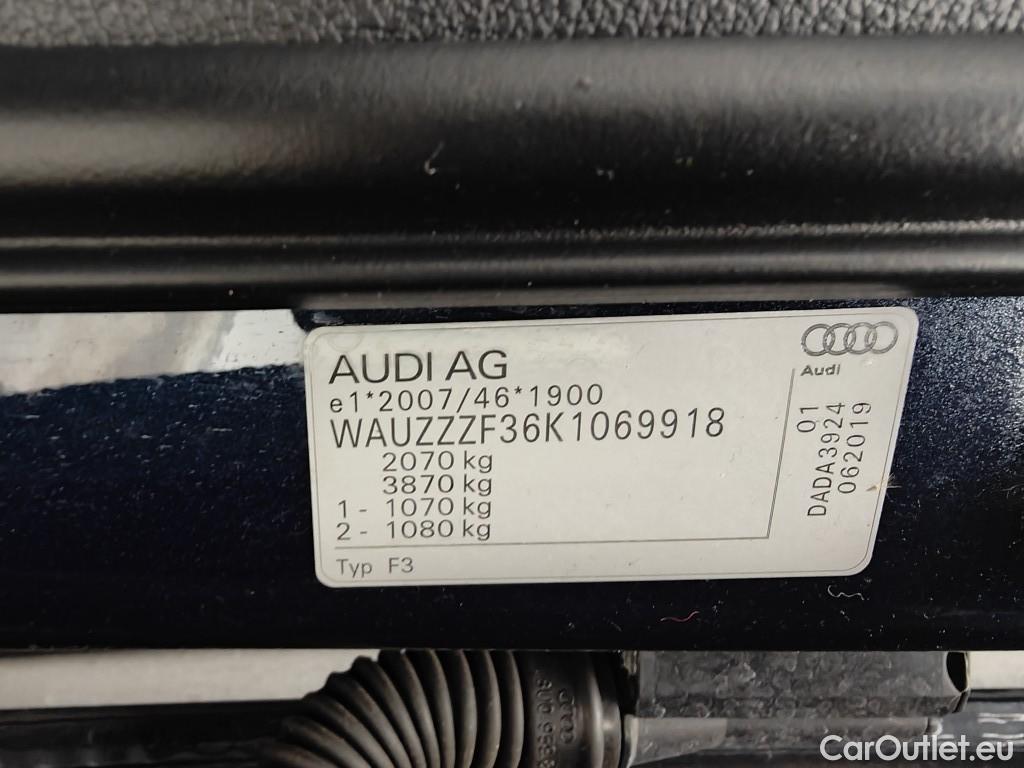 AUDI AG
e1*2007/46*1900
WAUZZZF36K1069918
2070 kg
3870 kg
1 - 1070 kg
2 - 1080 kg
Typ F3
Audi
01
DADA3924
062019
CarOutlet.eu